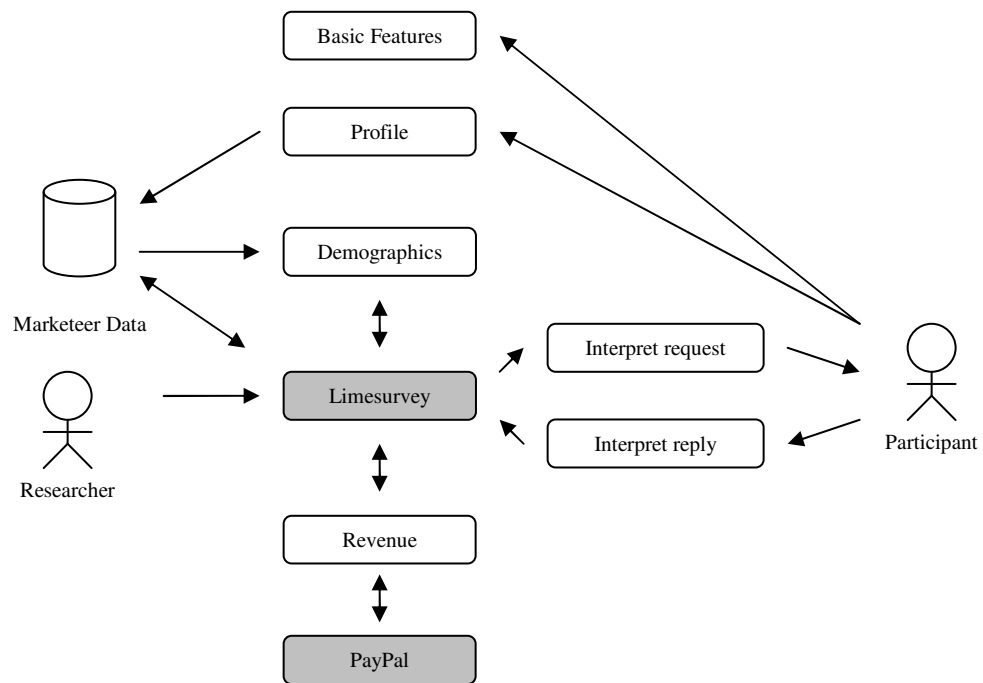 Basic Features
Profile
Demographics
Marketeer Data
Interpret request
Limesurvey
Interpret reply
Participant
Researcher
Revenue
PayPal